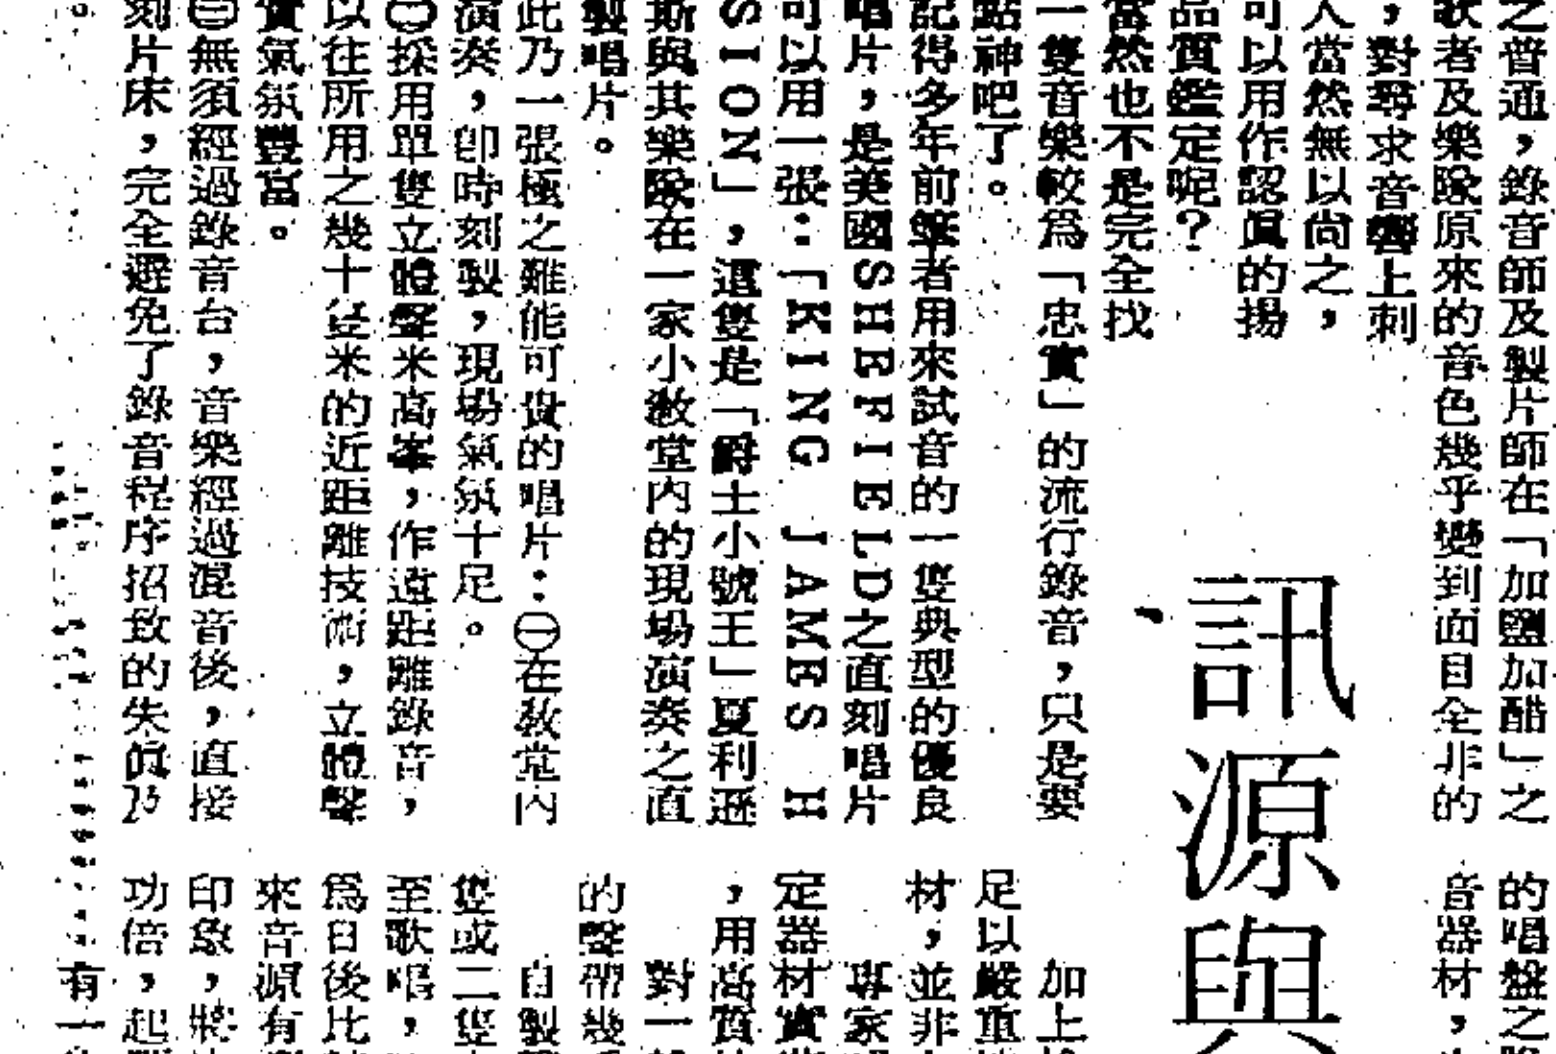 之普通，錄音師及製片師在「加鹽加醋」之
歌者及樂隊原來的音色幾乎變到面目全非的
，對尋求音響上刺
人當然無以尚之，
可以用作認眞的揚
品質鑑定呢？
當然也不是完全找
一隻音樂較爲「忠實」的流行錄音，只是要
點神吧了。
記得多年前筆者用來試音的一隻典型的優良
唱片，是美國SHEFFIELD之直刻唱片
可以用一張：「KING JAMES H
SION」，這隻是「爵士小號王」夏利遜
斯與其樂隊在一家小教堂內的現場演奏之直
製唱片。
此乃一張極之難能可貴的唱片：㊀在教堂內
演奏，即時刻製，現場氣氛十足。
㊁採用單隻立體聲米高峯，作遠距離錄音，
以往所用之幾十隻米的近距離技術，立體聲
實氣氛豐富。
㊂無須經過錄音台，音樂經過混音後，直接
刻片床，完全避免了錄音程序招致的失眞乃
。
訊源與
的唱盤之
音器材，
加上
足以嚴重
材，並非
專家
定器材實
，用高質
對一
的聲帶幾
自製
隻或二隻
至歌唱，
爲日後比
來音源有
印象，將
功倍，起
有一